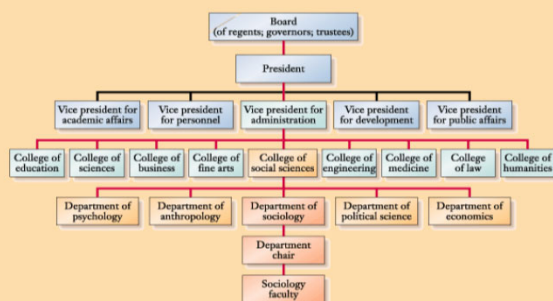 Board
(of regents; governors; trustees)
President
Vice president for
academic affairs
Vice president
for personnel
Vice president for
administration
Vice president
for development
Vice president
for public affairs
College of
education
College of
sciences
College of
business
College of
fine arts
College of
social sciences
College of
engineering
College of
medicine
College
of law
College of
humanities
Department of
psychology
Department of
anthropology
Department of
sociology
Department of
political science
Department of
economics
Department
chair
Sociology
faculty